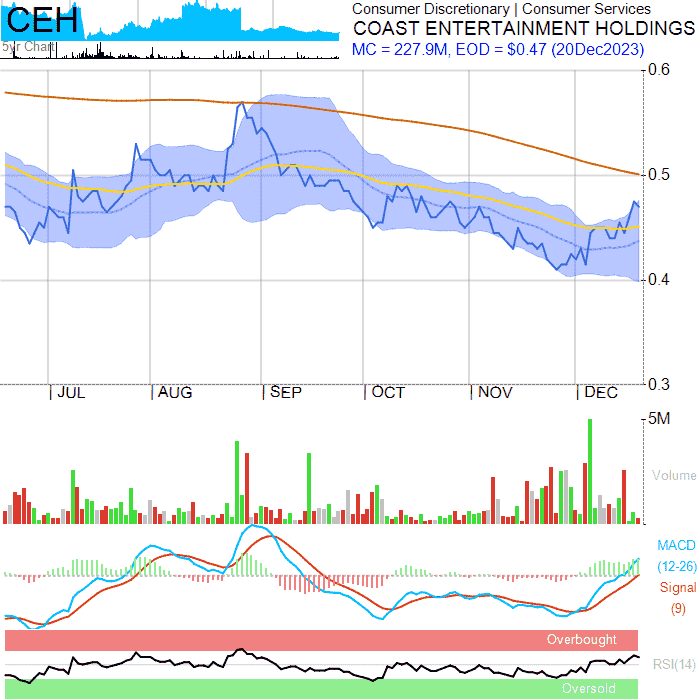 CEH
5yr Chart
Consumer Discretionary | Consumer Services
COAST ENTERTAINMENT HOLDINGS
MC = 227.9M, EOD = $0.47 (20Dec2023)
0.6
0.5
0.4
0.3
JUL
AUG
SEP
OCT
NOV
DEC
5M
Volume
MACD
(12-26)
Signal
(9)
Overbought
RSI(14)
Oversold